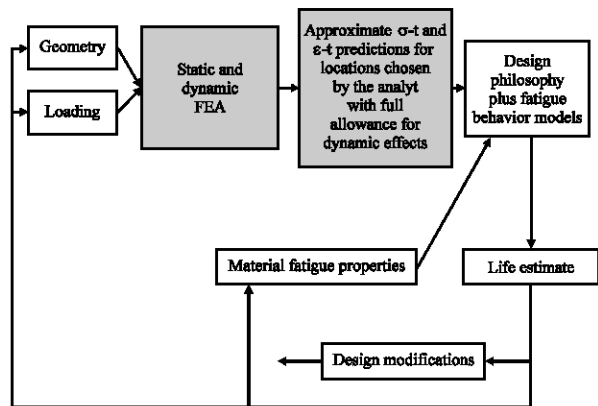 Geometry
Loading
Static and
dynamic
FEA
Approximate σ-t and
ε-t predictions for
locations chosen
by the analyt
with full
allowance for
dynamic effects
Design
philosophy
plus fatigue
behavior models
Material fatigue properties
Life estimate
Design modifications